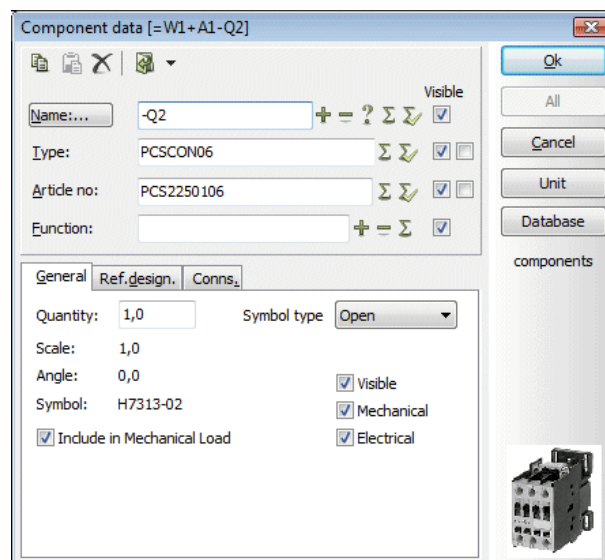 Component data [=W1+A1-Q2]
Visible
Name:... -Q2
Type: PCSCON06
Article no: PCS2250106
Function:
Ok
All
Cancel
Unit
Database
components
General Ref.design. Conns.
Quantity: 1,0 Symbol type Open
Scale: 1,0
Angle: 0,0 Visible
Symbol: H7313-02 Mechanical
Include in Mechanical Load Electrical